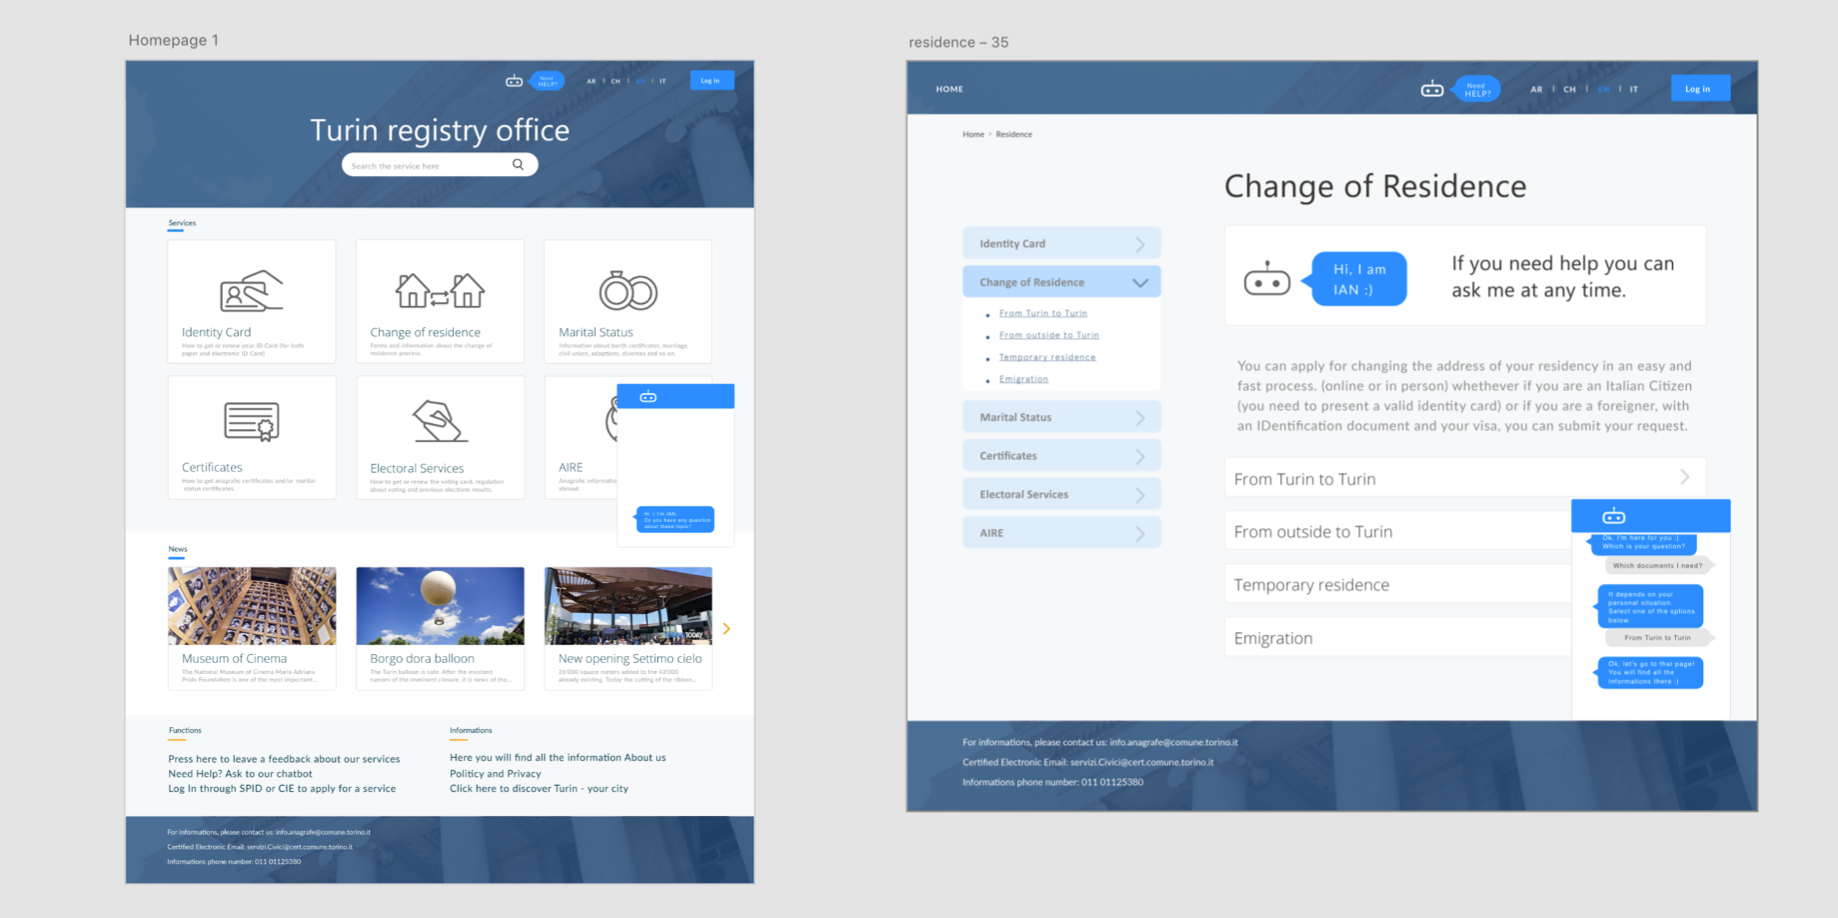 Homepage 1
Need
HELP?
AR | CH | EN | IT
Log in
Turin registry office
Search the service here
Services
Identity Card
How to get or renew your ID Card (for both
paper and electronic ID Card)
Change of residence
Forms and information about the change of
residence process.
Marital Status
Information about berth certificates, marriage,
civil union, adoptions, divorces and so on.
Certificates
How to get anagrafic certificates and/or marital
status certificates.
Electoral Services
How to get or renew the voting card, regulation
about voting and previous elections results.
AIRE
Anagrafic informatio
abroad.
Hi :) I'm IAN.
Do you have any question
about these topic?
News
Museum of Cinema
The National Museum of Cinema Maria Adriana
Prolo Foundation is one of the most important...
Borgo dora balloon
The Turin balloon is safe. After the insistent
rumors of the imminent closure, it is news of the...
TODAY
New opening Settimo cielo
26'000 square meters added to the 43'000
already existing. Today the cutting of the ribbon...
Functions
Press here to leave a feedback about our services
Need Help? Ask to our chatbot
Log In through SPID or CIE to apply for a service
Informations
Here you will find all the information About us
Politicy and Privacy
Click here to discover Turin - your city
For informations, please contact us: info.anagrafe@comune.torino.it
Certified Electronic Email: servizi.Civici@cert.comune.torino.it
Informations phone number: 011 01125380
residence – 35
HOME
Need
HELP?
AR | CH | EN | IT
Log in
Home > Residence
Change of Residence
Identity Card
Change of Residence
From Turin to Turin
From outside to Turin
Temporary residence
Emigration
Marital Status
Certificates
Electoral Services
AIRE
Hi, I am
IAN :)
If you need help you can
ask me at any time.
You can apply for changing the address of your residency in an easy and
fast process. (online or in person) whethever if you are an Italian Citizen
(you need to present a valid identity card) or if you are a foreigner, with
an IDentification document and your visa, you can submit your request.
From Turin to Turin
From outside to Turin
Temporary residence
Emigration
Ok, I'm here for you :)
Which is your question?
Which documents I need?
It depends on your
personal situation.
Select one of the options
below.
From Turin to Turin
Ok, let's go to that page!
You will find all the
informations there :)
For informations, please contact us: info.anagrafe@comune.torino.it
Certified Electronic Email: servizi.Civici@cert.comune.torino.it
Informations phone number: 011 01125380